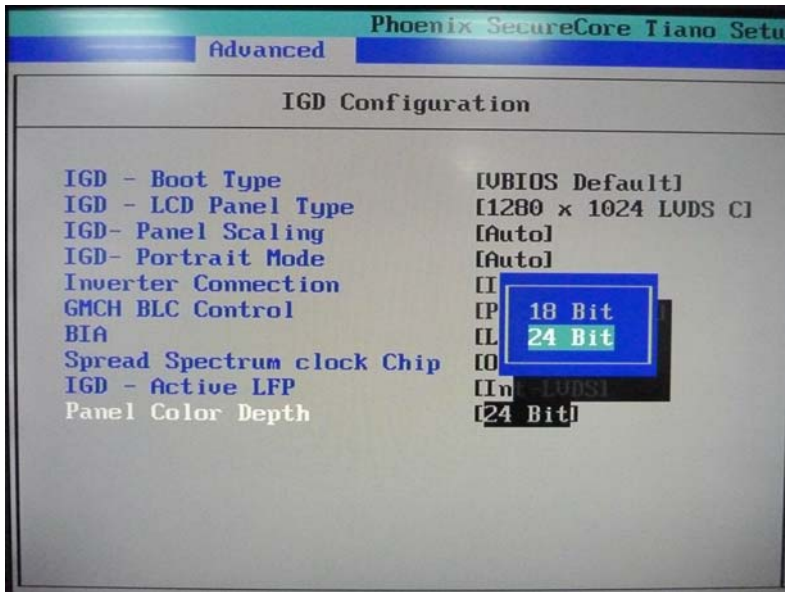 Phoenix SecureCore Tiano Setu
Advanced
IGD Configuration
IGD - Boot Type [VBIOS Default]
IGD - LCD Panel Type [1280 x 1024 LVDS C]
IGD- Panel Scaling [Auto]
IGD- Portrait Mode [Auto]
Inverter Connection [I
GMCH BLC Control [P 18 Bit ]
BIA [L 24 Bit
Spread Spectrum clock Chip [O
IGD - Active LFP [Int-LVDS]
Panel Color Depth [24 Bit]